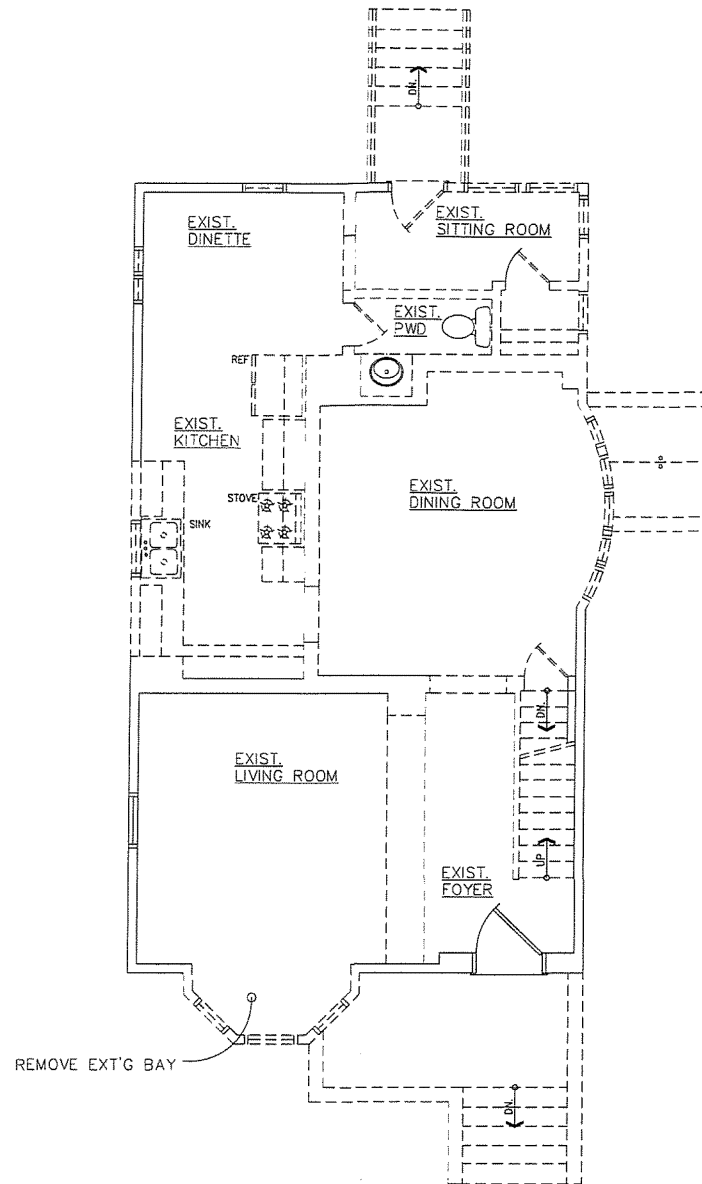 DN.
EXIST.
SITTING ROOM
EXIST.
DINETTE
EXIST.
PWD
REF
EXIST.
KITCHEN
EXIST.
DINING ROOM
STOVE
SINK
DN.
EXIST.
LIVING ROOM
UP
EXIST.
FOYER
REMOVE EXT'G BAY
DN.